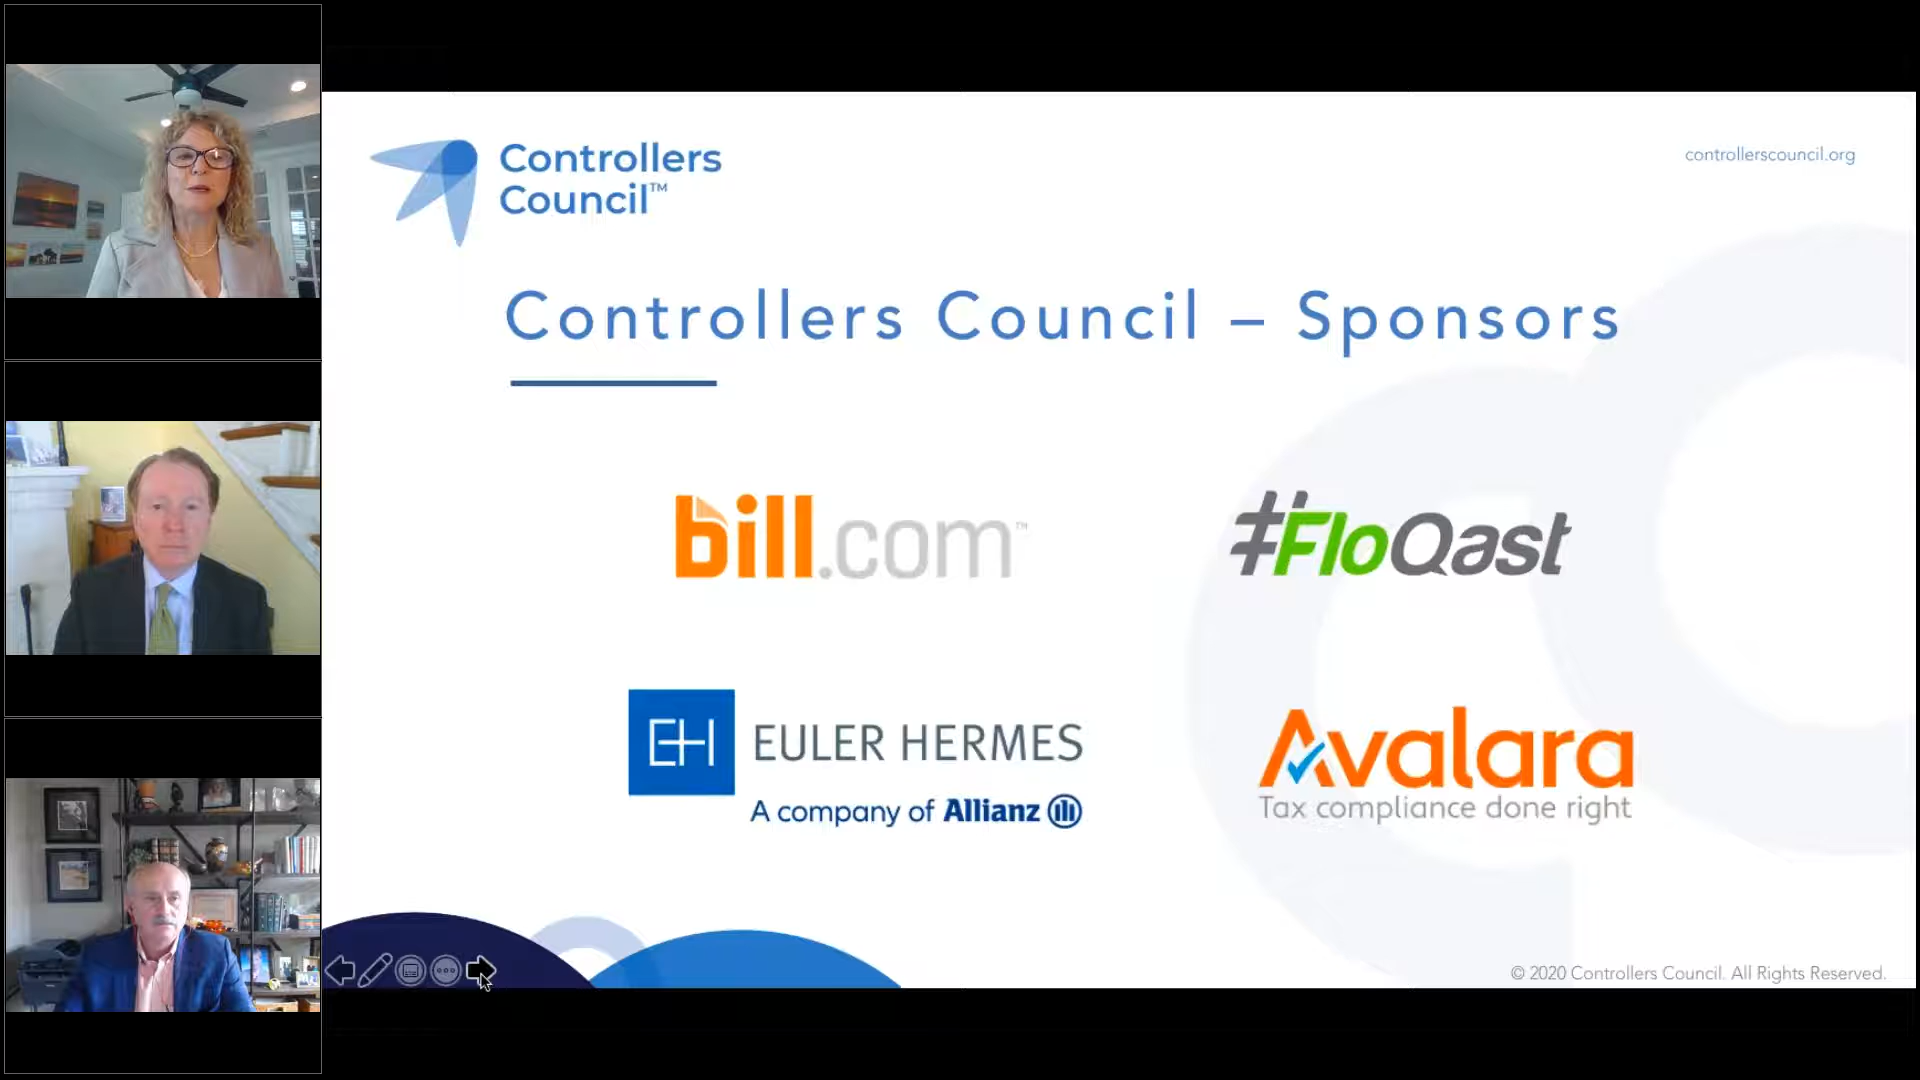 Controllers
Council™
controllerscouncil.org
Controllers Council – Sponsors
bill.com™
#FloQast
EH EULER HERMES
A company of Allianz
Avalara
Tax compliance done right
© 2020 Controllers Council. All Rights Reserved.